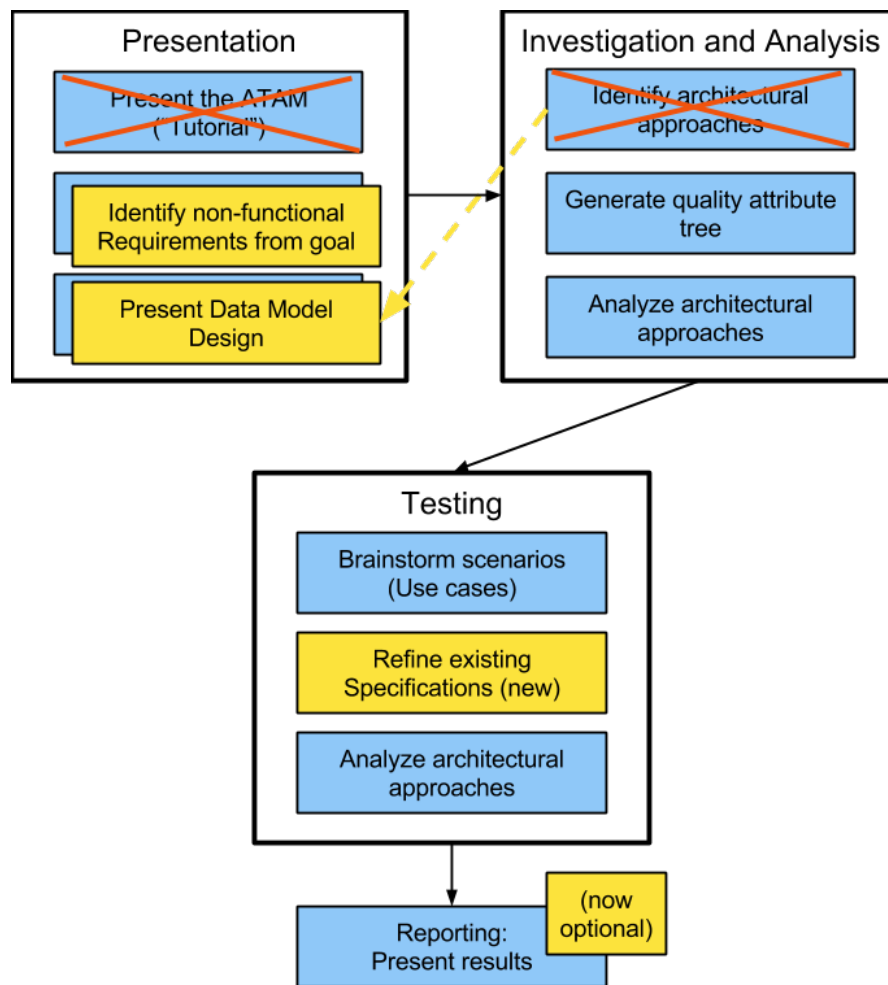 Presentation
Present the ATAM
("Tutorial")
Identify non-functional
Requirements from goal
Present Data Model
Design
Investigation and Analysis
Identify architectural
approaches
Generate quality attribute
tree
Analyze architectural
approaches
Testing
Brainstorm scenarios
(Use cases)
Refine existing
Specifications (new)
Analyze architectural
approaches
Reporting:
Present results
(now
optional)